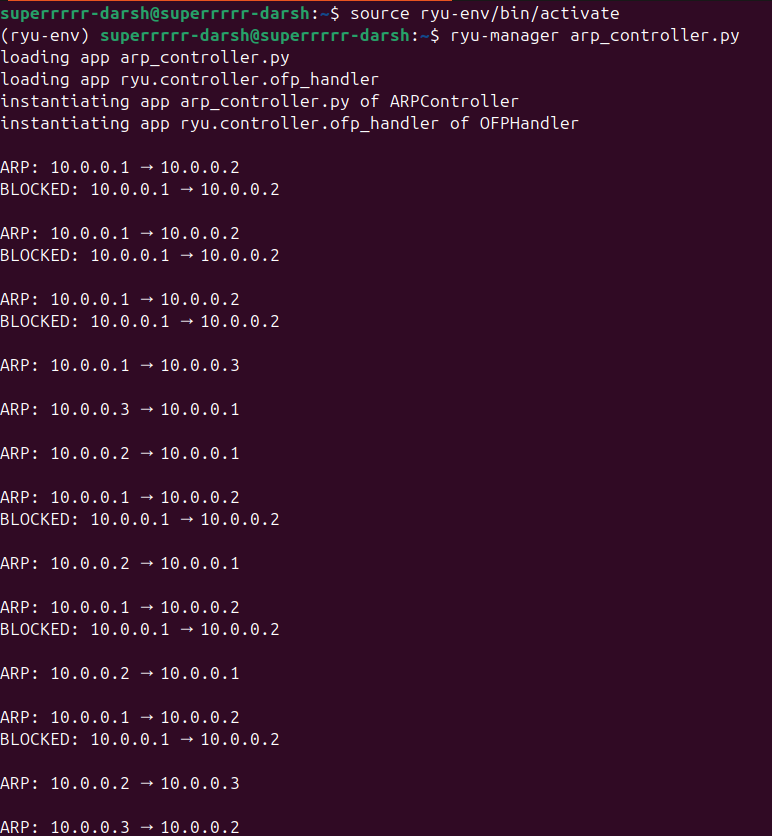 superrrrr-darsh@superrrrr-darsh:~$ source ryu-env/bin/activate
(ryu-env) superrrrr-darsh@superrrrr-darsh:~$ ryu-manager arp_controller.py
loading app arp_controller.py
loading app ryu.controller.ofp_handler
instantiating app arp_controller.py of ARPController
instantiating app ryu.controller.ofp_handler of OFPHandler
ARP: 10.0.0.1 → 10.0.0.2
BLOCKED: 10.0.0.1 → 10.0.0.2
ARP: 10.0.0.1 → 10.0.0.2
BLOCKED: 10.0.0.1 → 10.0.0.2
ARP: 10.0.0.1 → 10.0.0.2
BLOCKED: 10.0.0.1 → 10.0.0.2
ARP: 10.0.0.1 → 10.0.0.3
ARP: 10.0.0.3 → 10.0.0.1
ARP: 10.0.0.2 → 10.0.0.1
ARP: 10.0.0.1 → 10.0.0.2
BLOCKED: 10.0.0.1 → 10.0.0.2
ARP: 10.0.0.2 → 10.0.0.1
ARP: 10.0.0.1 → 10.0.0.2
BLOCKED: 10.0.0.1 → 10.0.0.2
ARP: 10.0.0.2 → 10.0.0.1
ARP: 10.0.0.1 → 10.0.0.2
BLOCKED: 10.0.0.1 → 10.0.0.2
ARP: 10.0.0.2 → 10.0.0.3
ARP: 10.0.0.3 → 10.0.0.2